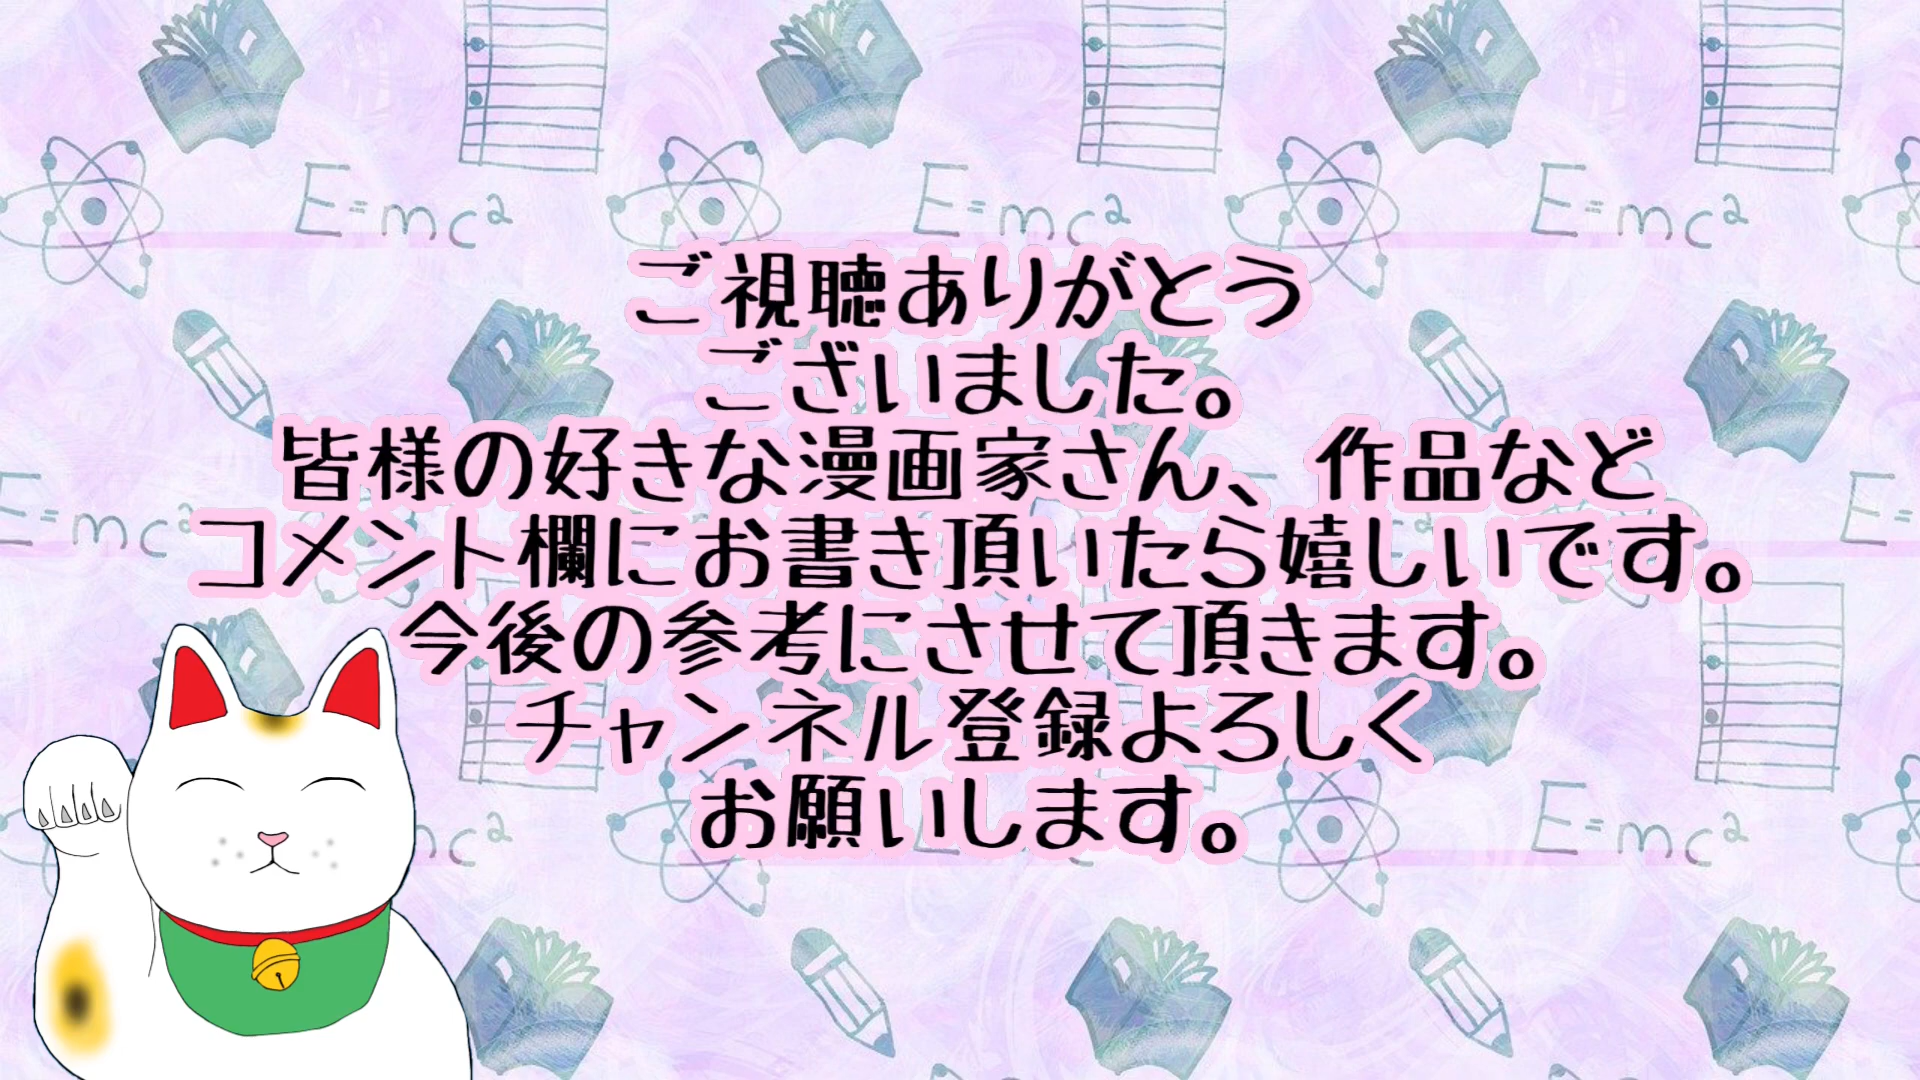 E=mc²
E=mc²
E=mc²
ご視聴ありがとう
ございました。
皆様の好きな漫画家さん、作品など
コメント欄にお書き頂いたら嬉しいです。
今後の参考にさせて頂きます。
チャンネル登録よろしく
お願いします。
E=mc²